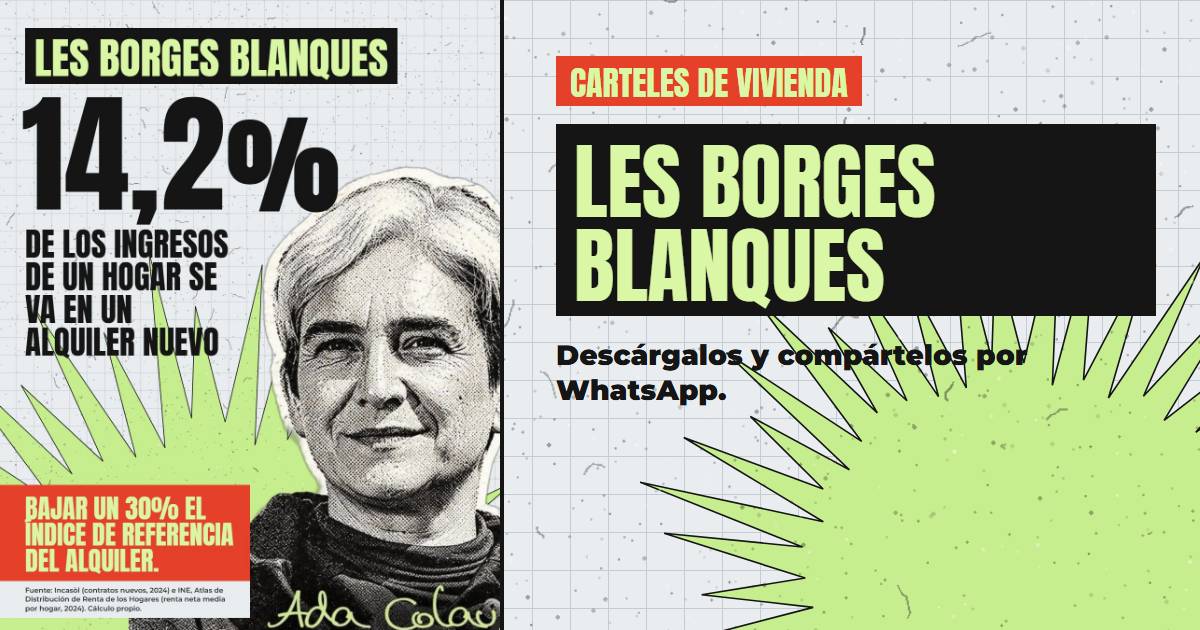 LES BORGES BLANQUES
14,2%
DE LOS INGRESOS
DE UN HOGAR SE
VA EN UN
ALQUILER NUEVO
BAJAR UN 30% EL
ÍNDICE DE REFERENCIA
DEL ALQUILER.
Fuente: Incasòl (contratos nuevos, 2024) e INE, Atlas de
Distribución de Renta de los Hogares (renta neta media
por hogar, 2024). Cálculo propio.
Ada Colau
CARTELES DE VIVIENDA
LES BORGES
BLANQUES
Descárgalos y compártelos por
WhatsApp.